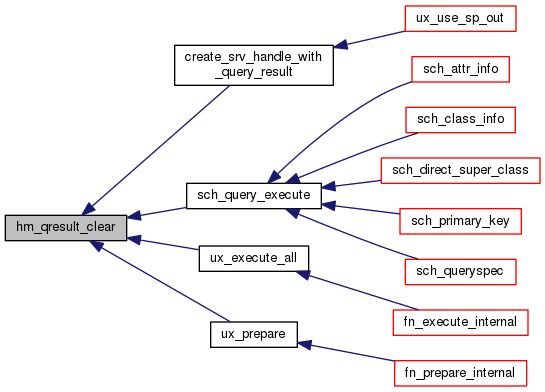 ux_use_sp_out
create_srv_handle_with
_query_result
sch_attr_info
sch_class_info
sch_direct_super_class
sch_query_execute
sch_primary_key
hm_qresult_clear
ux_execute_all
sch_queryspec
fn_execute_internal
ux_prepare
fn_prepare_internal